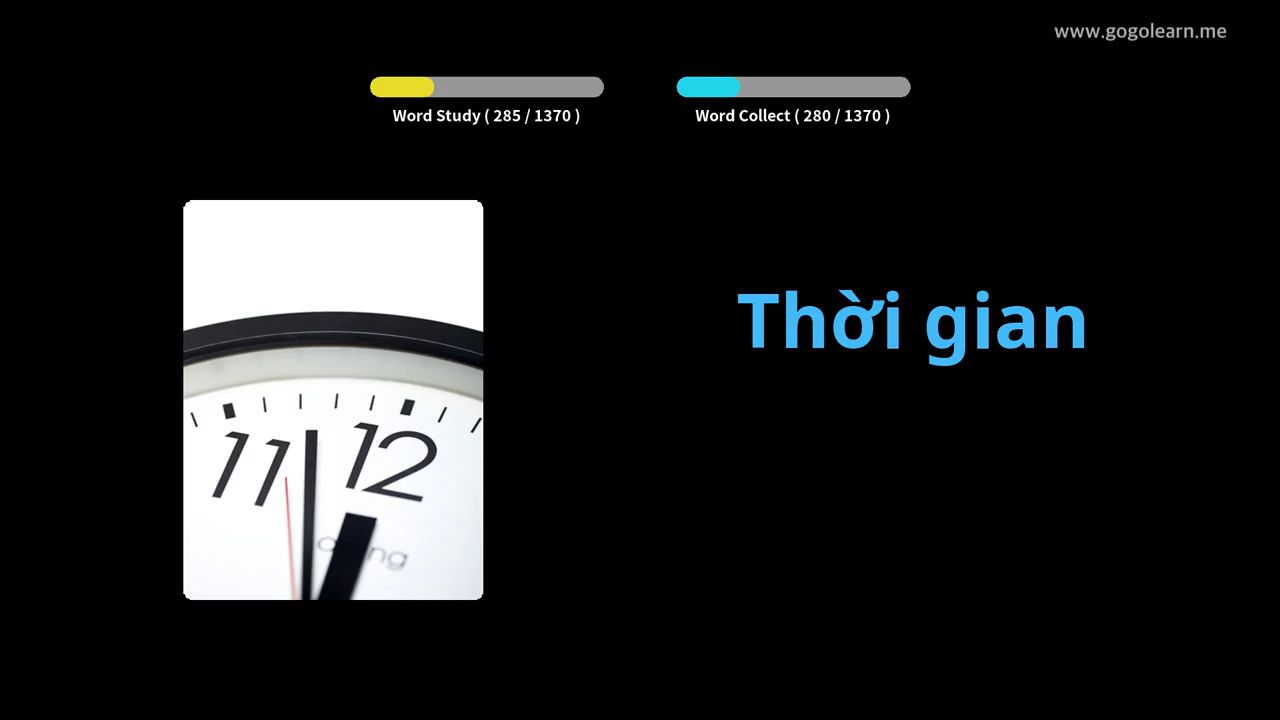 www.gogolearn.me
Word Study ( 285 / 1370 )
Word Collect ( 280 / 1370 )
Thời gian
11
12